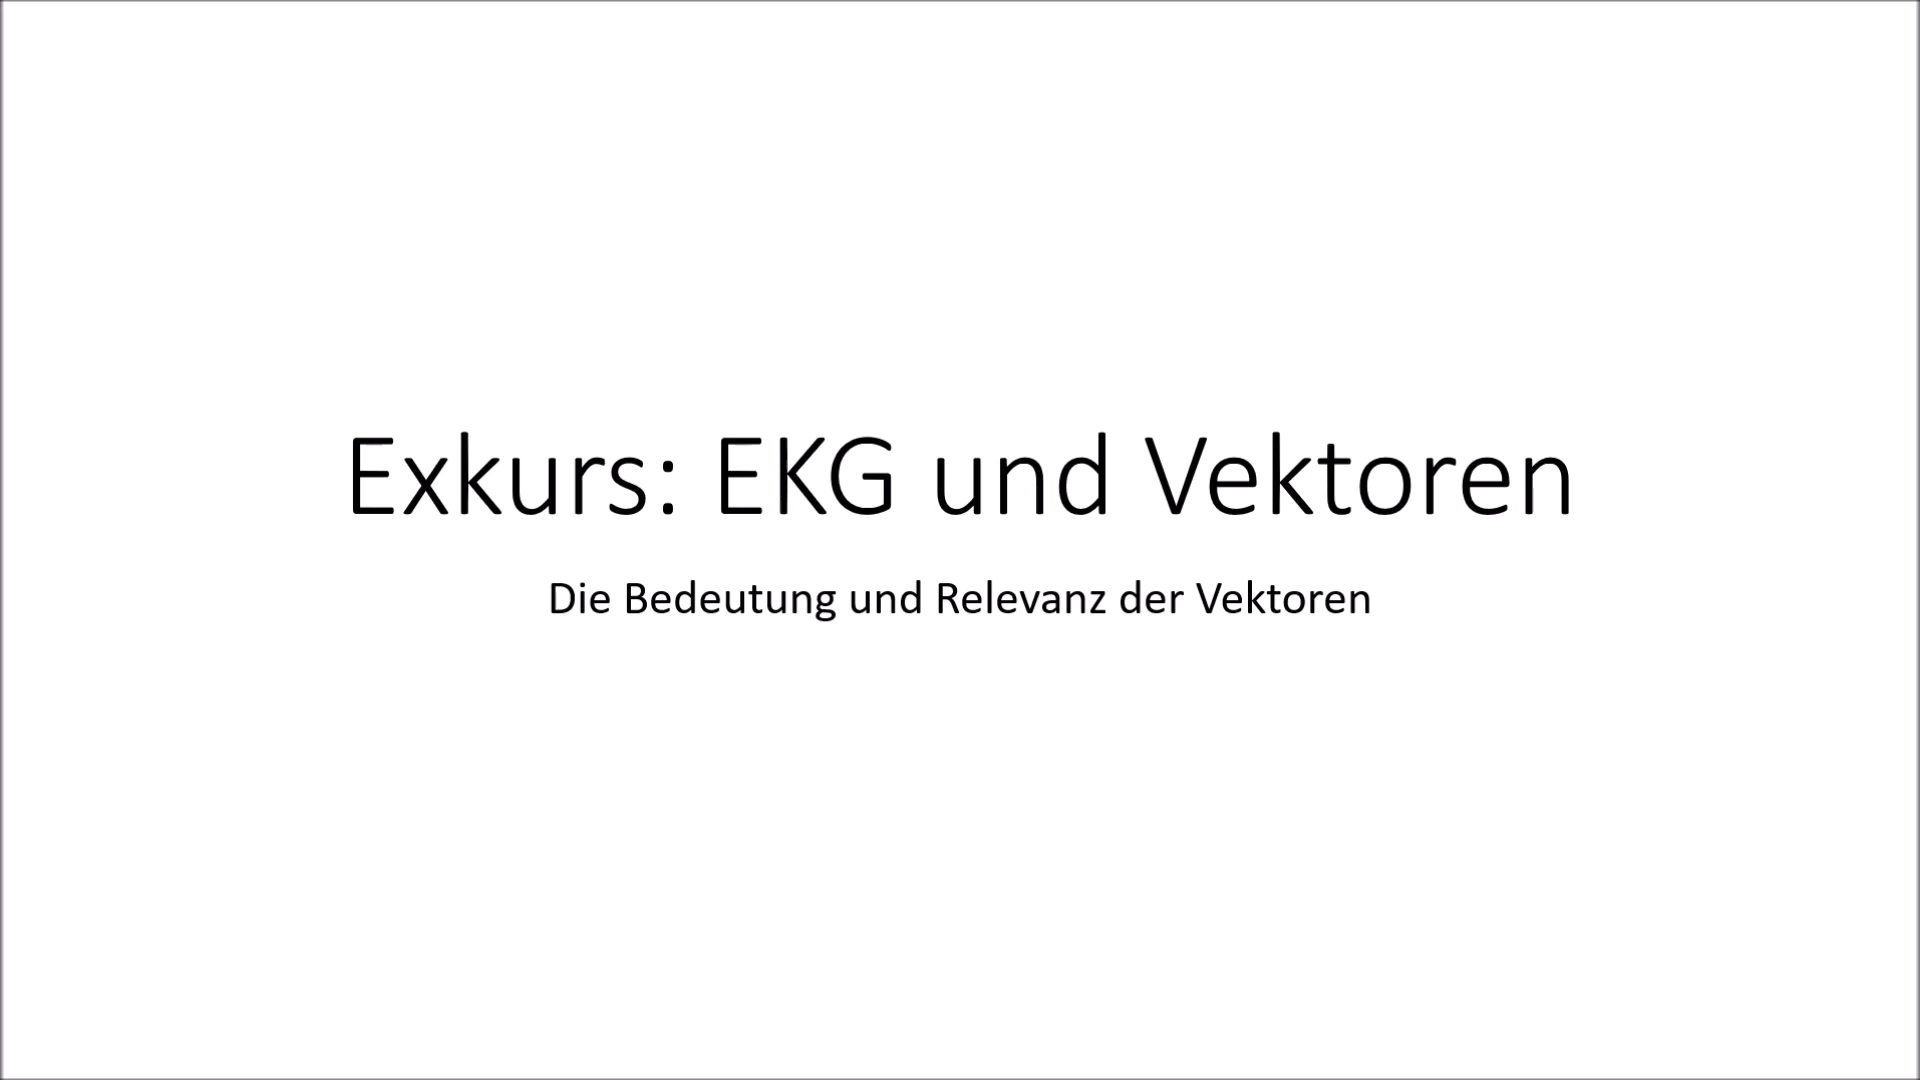 Exkurs: EKG und Vektoren
Die Bedeutung und Relevanz der Vektoren